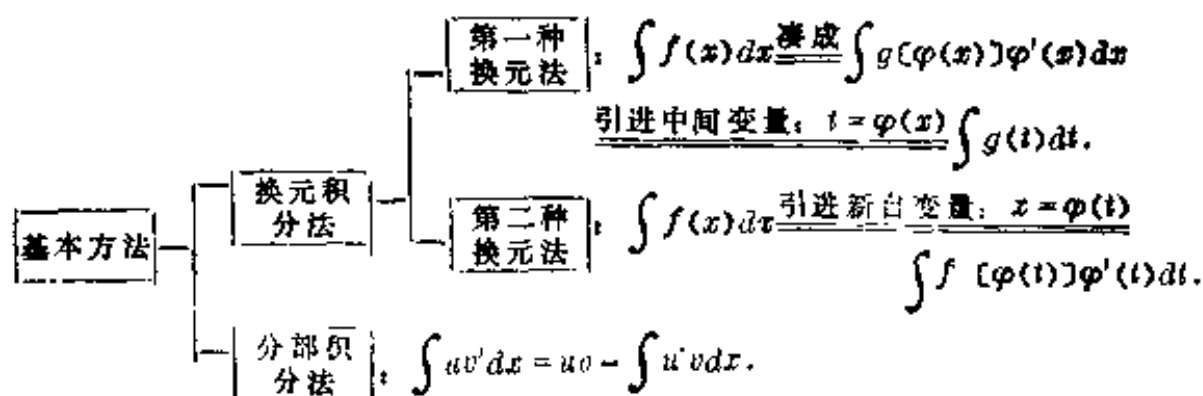 第一种
换元法 : ∫ f(x)dx 凑成 ∫ g[φ(x)]φ'(x)dx
引进中间变量: t = φ(x) ∫ g(t)dt.
换元积
分法
第二种
换元法 : ∫ f(x)dx 引进新自变量: x = φ(t)
∫ f [φ(t)]φ'(t)dt.
基本方法
分部积
分法 : ∫ uv'dx = uv - ∫ u'vdx.